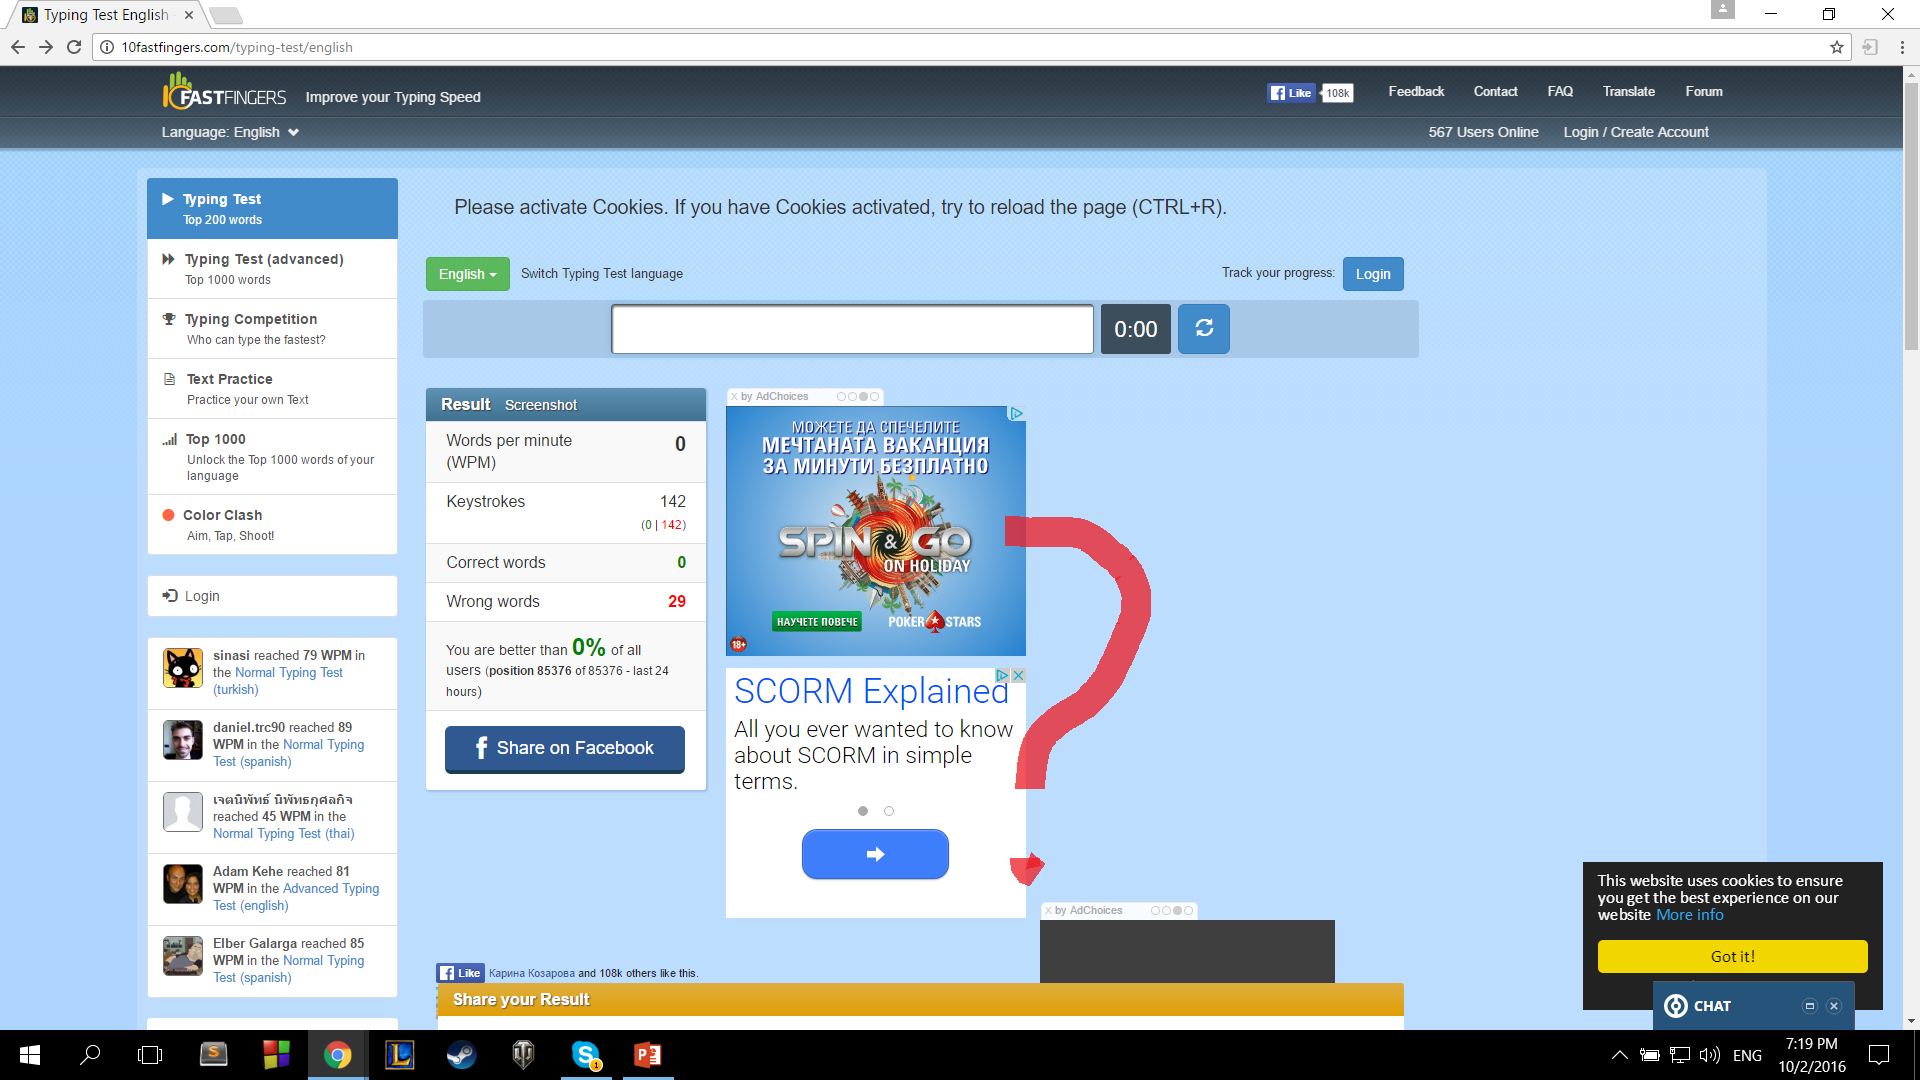 Typing Test English
10fastfingers.com/typing-test/english
10FASTFINGERS Improve your Typing Speed
Like 108k Feedback Contact FAQ Translate Forum
Language: English
567 Users Online Login / Create Account
Typing Test
Top 200 words
Typing Test (advanced)
Top 1000 words
Typing Competition
Who can type the fastest?
Text Practice
Practice your own Text
Top 1000
Unlock the Top 1000 words of your
language
Color Clash
Aim, Tap, Shoot!
Login
sinasi reached 79 WPM in
the Normal Typing Test
(turkish)
daniel.trc90 reached 89
WPM in the Normal Typing
Test (spanish)
เจตนิพัทธ์ นิพัทธกุศลกิจ
reached 45 WPM in the
Normal Typing Test (thai)
Adam Kehe reached 81
WPM in the Advanced Typing
Test (english)
Elber Galarga reached 85
WPM in the Normal Typing
Test (spanish)
Please activate Cookies. If you have Cookies activated, try to reload the page (CTRL+R).
English Switch Typing Test language
Track your progress: Login
0:00
Result Screenshot
Words per minute
(WPM)
0
Keystrokes 142
(0 | 142)
Correct words 0
Wrong words 29
You are better than 0% of all
users (position 85376 of 85376 - last 24
hours)
Share on Facebook
X by AdChoices
МОЖЕТЕ ДА СПЕЧЕЛИТЕ
МЕЧТАНАТА ВАКАНЦИЯ
ЗА МИНУТИ БЕЗПЛАТНО
SPIN & GO
ON HOLIDAY
НАУЧЕТЕ ПОВЕЧЕ
POKER STARS
18+
SCORM Explained
All you ever wanted to know
about SCORM in simple
terms.
X by AdChoices
Like Карина Козарова and 108k others like this.
Share your Result
This website uses cookies to ensure
you get the best experience on our
website More info
Got it!
CHAT
1
ENG
7:19 PM
10/2/2016